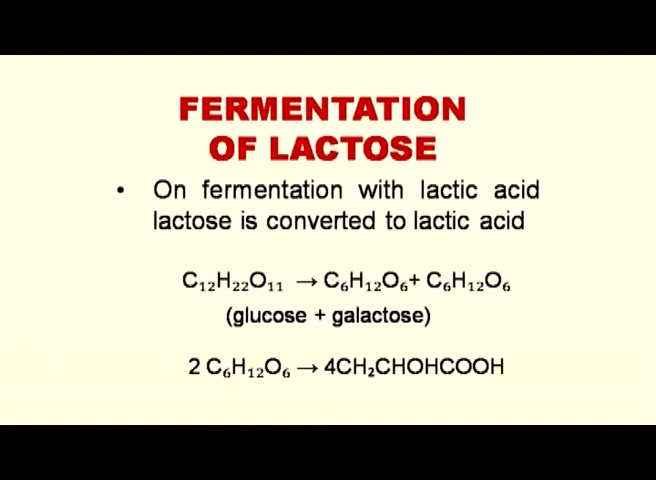 FERMENTATION
OF LACTOSE
• On fermentation with lactic acid
lactose is converted to lactic acid
C₁₂H₂₂O₁₁ → C₆H₁₂O₆+ C₆H₁₂O₆
(glucose + galactose)
2 C₆H₁₂O₆ → 4CH₂CHOHCOOH